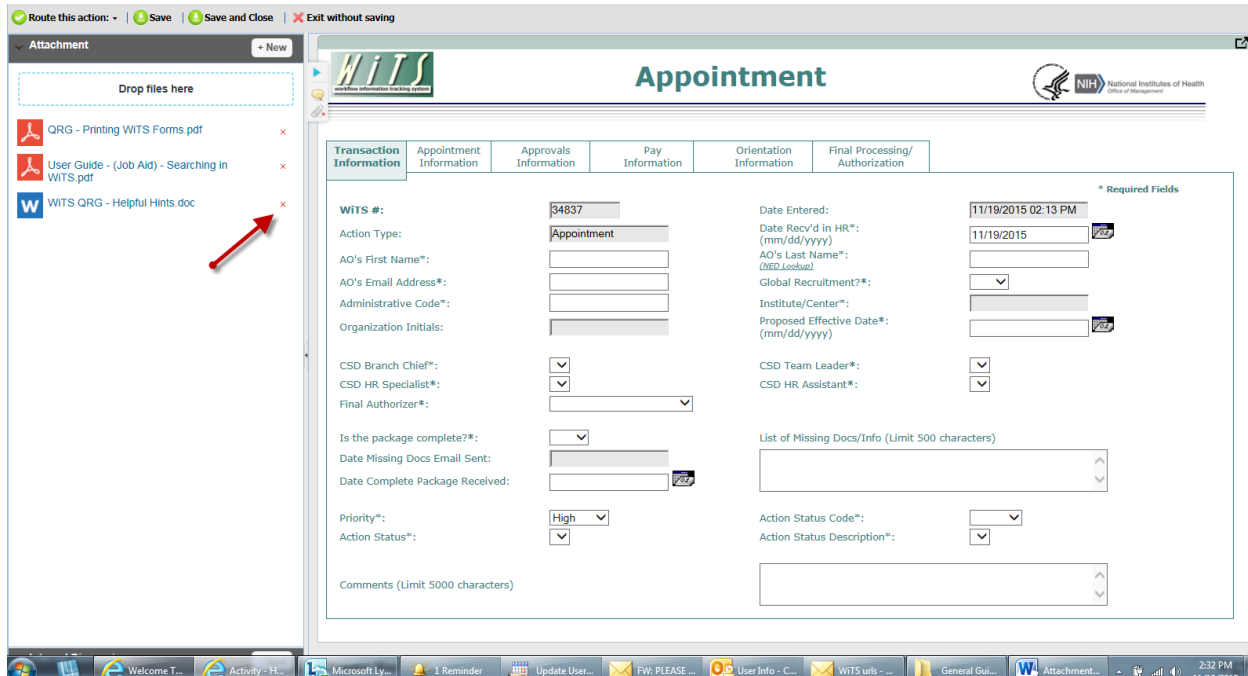 Route this action: Save Save and Close Exit without saving
Attachment + New
Drop files here
QRG - Printing WiTS Forms.pdf
User Guide - (Job Aid) - Searching in
WiTS.pdf
WiTS QRG - Helpful Hints.doc
WiTS
workflow information tracking system
Appointment
NIH National Institutes of Health
Office of Management
Transaction Information
Appointment Information
Approvals Information
Pay Information
Orientation Information
Final Processing/ Authorization
* Required Fields
WiTS #: 34837 Date Entered: 11/19/2015 02:13 PM
Action Type: Appointment Date Recv'd in HR*: (mm/dd/yyyy) 11/19/2015
AO's First Name*: AO's Last Name*:
(NED Lookup)
AO's Email Address*: Global Recruitment?*:
Administrative Code*: Institute/Center*:
Organization Initials: Proposed Effective Date*:
(mm/dd/yyyy)
CSD Branch Chief*: CSD Team Leader*:
CSD HR Specialist*: CSD HR Assistant*:
Final Authorizer*:
Is the package complete?*: List of Missing Docs/Info (Limit 500 characters)
Date Missing Docs Email Sent:
Date Complete Package Received:
Priority*: High Action Status Code*:
Action Status*: Action Status Description*:
Comments (Limit 5000 characters)
Welcome T... Activity - H... Microsoft Ly... 1 Reminder Update User... FW: PLEASE ... User Info - C... WiTS urls - ... General Gui... Attachment... 2:32 PM